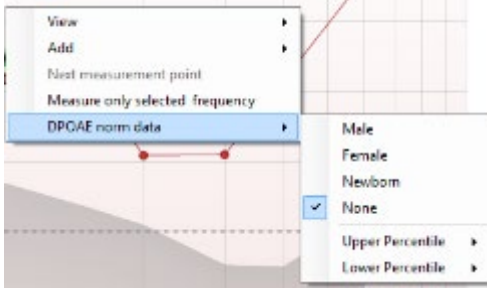 View
Add
Next measurement point
Measure only selected frequency
DPOAE norm data
Male
Female
Newborn
None
Upper Percentile
Lower Percentile